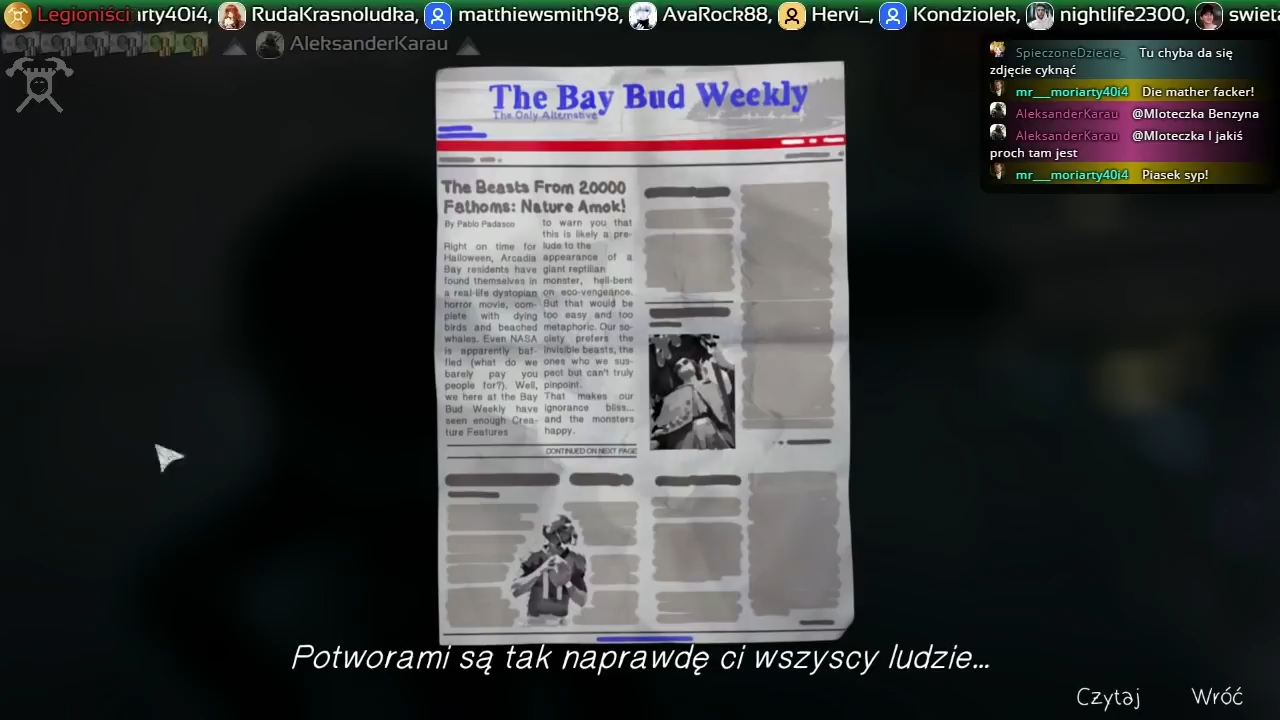 Legioniści arty40i4, RudaKrasnoludka, matthiewsmith98, AvaRock88, Hervi_, Kondziolek, nightlife2300, swieta
AleksanderKarau
SpieczoneDziecie_ Tu chyba da się
zdjęcie cyknąć
mr__moriarty40i4 Die mather facker!
AleksanderKarau @Mloteczka Benzyna
AleksanderKarau @Mloteczka I jakiś
proch tam jest
mr__moriarty40i4 Piasek syp!
The Bay Bud Weekly
The Only Alternative
The Beasts From 20000
Fathoms: Nature Amok!
By Pablo Padasco
Right on time for
Halloween, Arcadia
Bay residents have
found themselves in
a real-life dystopian
horror movie, com-
plete with dying
birds and beached
whales. Even NASA
is apparently baf-
fled (what do we
barely pay you
people for?). Well,
we here at the Bay
Bud Weekly have
seen enough Crea-
ture Features
to warn you that
this is likely a pre-
lude to the
appearance of a
giant reptilian
monster, hell-bent
on eco-vengeance.
But that would be
too easy and too
metaphoric. Our so-
ciety prefers the
invisible beasts, the
ones who we sus-
pect but can't truly
pinpoint.
That makes our
ignorance bliss...
and the monsters
happy.
CONTINUED ON NEXT PAGE
Potworami są tak naprawdę ci wszyscy ludzie...
Czytaj Wróć